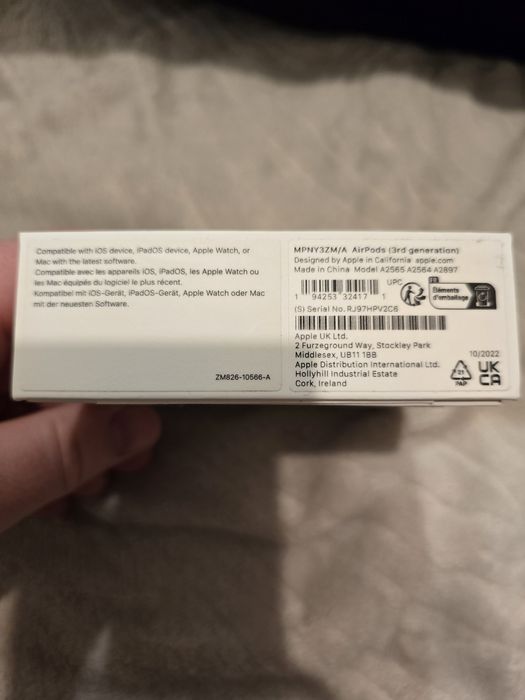 Compatible with iOS device, iPadOS device, Apple Watch, or
Mac with the latest software.
Compatible avec les appareils iOS, iPadOS, les Apple Watch ou
les Mac équipés du logiciel le plus récent.
Kompatibel mit iOS-Gerät, iPadOS-Gerät, Apple Watch oder Mac
mit der neuesten Software.
ZM826-10566-A
MPNY3ZM/A AirPods (3rd generation)
Designed by Apple in California apple.com
Made in China Model A2565 A2564 A2897
UPC
1 94253 32417 1
FR
Éléments
d'emballage
(S) Serial No. RJ97HPV2C6
Apple UK Ltd.
2 Furzeground Way, Stockley Park
Middlesex, UB11 1BB
Apple Distribution International Ltd.
Hollyhill Industrial Estate
Cork, Ireland
10/2022
21
PAP
UK
CA